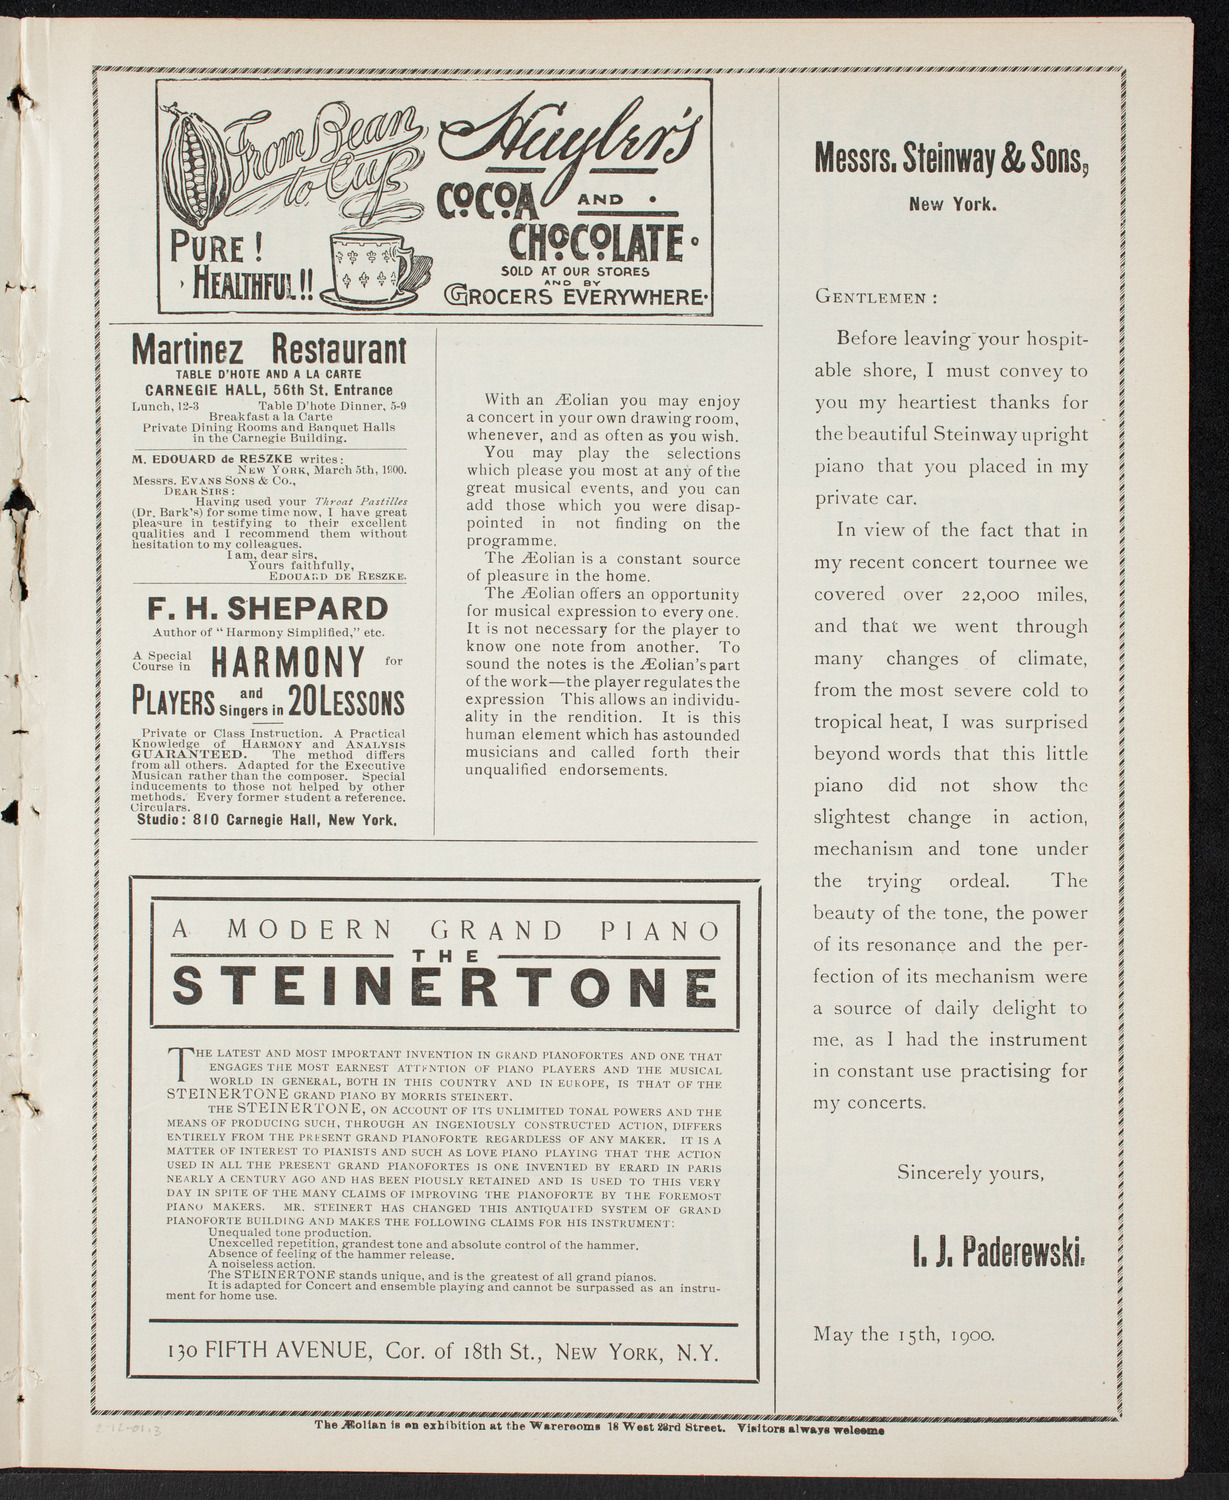 From Bean
to Cup
PURE!
HEALTHFUL!!
Huyler's
COCOA AND
CHOCOLATE
SOLD AT OUR STORES
AND BY
GROCERS EVERYWHERE
Martinez Restaurant
TABLE D'HOTE AND A LA CARTE
CARNEGIE HALL, 56th St. Entrance
Lunch, 12-3 Table D'hote Dinner, 5-9
Breakfast a la Carte
Private Dining Rooms and Banquet Halls
in the Carnegie Building.
M. EDOUARD de RESZKE writes:
NEW YORK, March 5th, 1900.
Messrs. EVANS SONS & Co.,
DEAR SIRS:
Having used your Throat Pastilles
(Dr. Bark's) for some time now, I have great
pleasure in testifying to their excellent
qualities and I recommend them without
hesitation to my colleagues.
I am, dear sirs,
Yours faithfully,
EDOUARD DE RESZKE.
F. H. SHEPARD
Author of "Harmony Simplified," etc.
A Special
Course in HARMONY for
PLAYERS and
Singers in 20 LESSONS
Private or Class Instruction. A Practical
Knowledge of HARMONY and ANALYSIS
GUARANTEED. The method differs
from all others. Adapted for the Executive
Musican rather than the composer. Special
inducements to those not helped by other
methods. Every former student a reference.
Circulars.
Studio: 810 Carnegie Hall, New York.
With an Æolian you may enjoy
a concert in your own drawing room,
whenever, and as often as you wish.
You may play the selections
which please you most at any of the
great musical events, and you can
add those which you were disap-
pointed in not finding on the
programme.
The Æolian is a constant source
of pleasure in the home.
The Æolian offers an opportunity
for musical expression to every one.
It is not necessary for the player to
know one note from another. To
sound the notes is the Æolian's part
of the work—the player regulates the
expression This allows an individu-
ality in the rendition. It is this
human element which has astounded
musicians and called forth their
unqualified endorsements.
A MODERN GRAND PIANO
THE
STEINERTONE
THE LATEST AND MOST IMPORTANT INVENTION IN GRAND PIANOFORTES AND ONE THAT
ENGAGES THE MOST EARNEST ATTENTION OF PIANO PLAYERS AND THE MUSICAL
WORLD IN GENERAL, BOTH IN THIS COUNTRY AND IN EUROPE, IS THAT OF THE
STEINERTONE GRAND PIANO BY MORRIS STEINERT.
THE STEINERTONE, ON ACCOUNT OF ITS UNLIMITED TONAL POWERS AND THE
MEANS OF PRODUCING SUCH, THROUGH AN INGENIOUSLY CONSTRUCTED ACTION, DIFFERS
ENTIRELY FROM THE PRESENT GRAND PIANOFORTE REGARDLESS OF ANY MAKER. IT IS A
MATTER OF INTEREST TO PIANISTS AND SUCH AS LOVE PIANO PLAYING THAT THE ACTION
USED IN ALL THE PRESENT GRAND PIANOFORTES IS ONE INVENTED BY ERARD IN PARIS
NEARLY A CENTURY AGO AND HAS BEEN PIOUSLY RETAINED AND IS USED TO THIS VERY
DAY IN SPITE OF THE MANY CLAIMS OF IMPROVING THE PIANOFORTE BY THE FOREMOST
PIANO MAKERS. MR. STEINERT HAS CHANGED THIS ANTIQUATED SYSTEM OF GRAND
PIANOFORTE BUILDING AND MAKES THE FOLLOWING CLAIMS FOR HIS INSTRUMENT:
Unequaled tone production.
Unexcelled repetition, grandest tone and absolute control of the hammer.
Absence of feeling of the hammer release.
A noiseless action.
The STEINERTONE stands unique, and is the greatest of all grand pianos.
It is adapted for Concert and ensemble playing and cannot be surpassed as an instru-
ment for home use.
130 FIFTH AVENUE, Cor. of 18th St., NEW YORK, N.Y.
Messrs. Steinway & Sons,
New York.
GENTLEMEN:
Before leaving your hospit-
able shore, I must convey to
you my heartiest thanks for
the beautiful Steinway upright
piano that you placed in my
private car.
In view of the fact that in
my recent concert tournee we
covered over 22,000 miles,
and that we went through
many changes of climate,
from the most severe cold to
tropical heat, I was surprised
beyond words that this little
piano did not show the
slightest change in action,
mechanism and tone under
the trying ordeal. The
beauty of the tone, the power
of its resonance and the per-
fection of its mechanism were
a source of daily delight to
me, as I had the instrument
in constant use practising for
my concerts.
Sincerely yours,
I. J. Paderewski.
May the 15th, 1900.
The Æolian is on exhibition at the Warerooms 18 West 23rd Street. Visitors always welcome
2-12-01.3